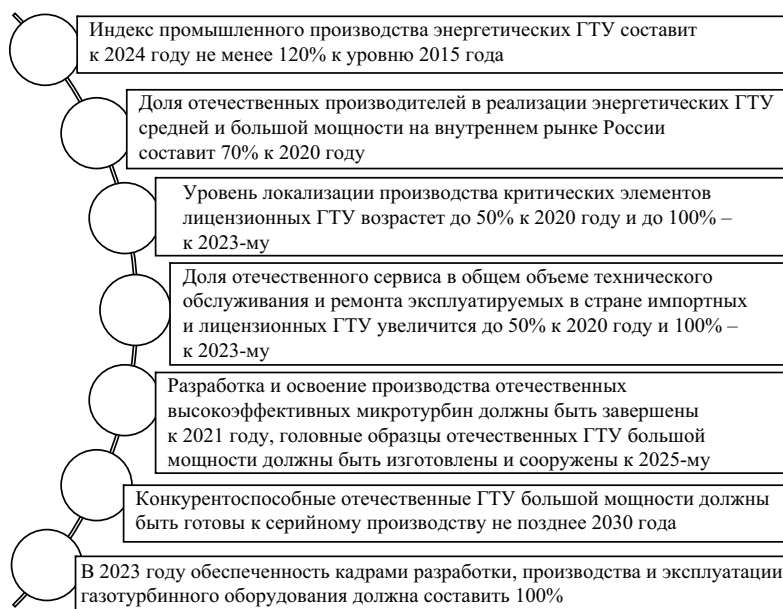 Индекс промышленного производства энергетических ГТУ составит
к 2024 году не менее 120% к уровню 2015 года
Доля отечественных производителей в реализации энергетических ГТУ
средней и большой мощности на внутреннем рынке России
составит 70% к 2020 году
Уровень локализации производства критических элементов
лицензионных ГТУ возрастет до 50% к 2020 году и до 100% –
к 2023-му
Доля отечественного сервиса в общем объеме технического
обслуживания и ремонта эксплуатируемых в стране импортных
и лицензионных ГТУ увеличится до 50% к 2020 году и 100% –
к 2023-му
Разработка и освоение производства отечественных
высокоэффективных микротурбин должны быть завершены
к 2021 году, головные образцы отечественных ГТУ большой
мощности должны быть изготовлены и сооружены к 2025-му
Конкурентоспособные отечественные ГТУ большой мощности должны
быть готовы к серийному производству не позднее 2030 года
В 2023 году обеспеченность кадрами разработки, производства и эксплуатации
газотурбинного оборудования должна составить 100%